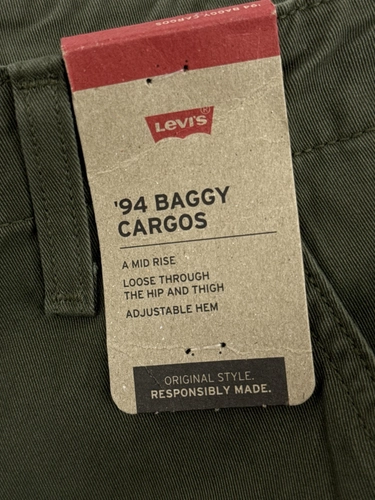 '94 BAGGY CARGOS
LEVI'S®
'94 BAGGY
CARGOS
A MID RISE
LOOSE THROUGH
THE HIP AND THIGH
ADJUSTABLE HEM
ORIGINAL STYLE.
RESPONSIBLY MADE.